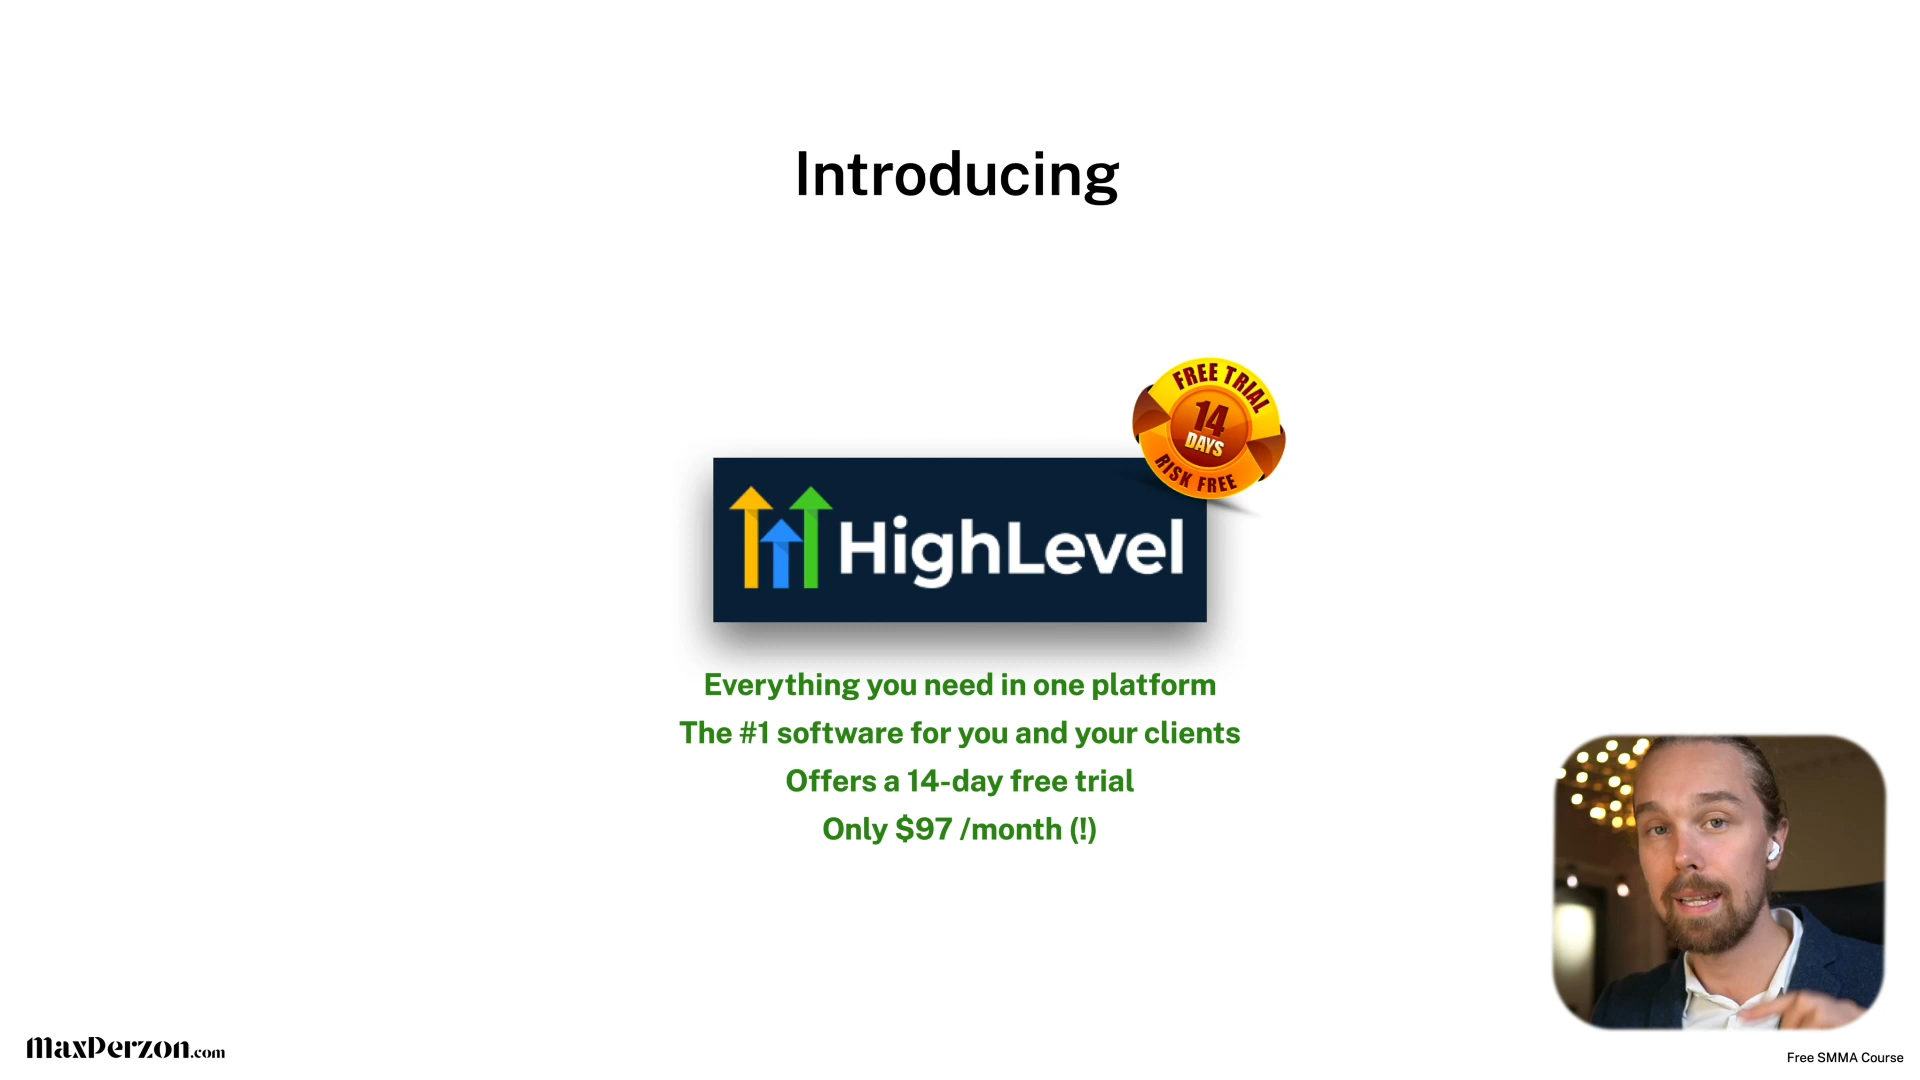 Introducing
FREE TRIAL
14
DAYS
RISK FREE
HighLevel
Everything you need in one platform
The #1 software for you and your clients
Offers a 14-day free trial
Only $97 /month (!)
MaxPerzon.com
Free SMMA Course